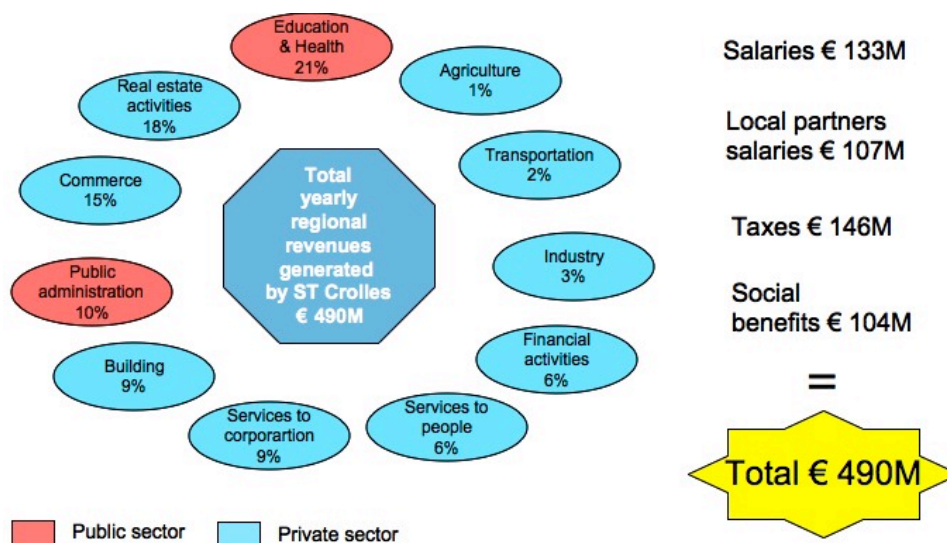 Education
& Health
21%
Agriculture
1%
Real estate
activities
18%
Transportation
2%
Commerce
15%
Total
yearly
regional
revenues
generated
by ST Crolles
€ 490M
Industry
3%
Public
administration
10%
Financial
activities
6%
Building
9%
Services to
people
6%
Services to
corporartion
9%
Public sector
Private sector
Salaries € 133M
Local partners
salaries € 107M
Taxes € 146M
Social
benefits € 104M
=
Total € 490M